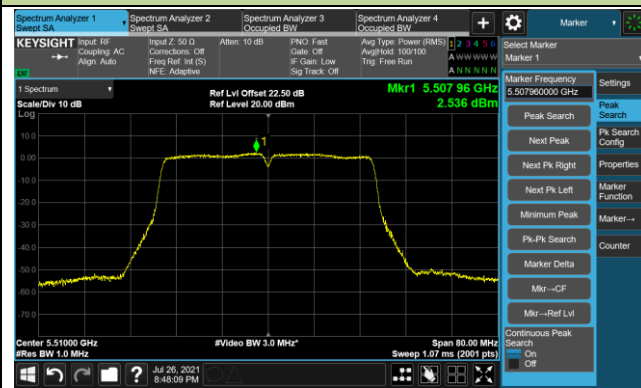 Spectrum Analyzer 1
Swept SA
Spectrum Analyzer 2
Swept SA
Spectrum Analyzer 3
Occupied BW
Spectrum Analyzer 4
Occupied BW
Marker
KEYSIGHT
Input: RF
Coupling: AC
Align: Auto
Input Z: 50 Ω
Corrections: Off
Freq Ref: Int (S)
NFE: Adaptive
Atten: 10 dB
PNO: Fast
Gate: Off
IF Gain: Low
Sig Track: Off
Avg Type: Power (RMS)
Avg|Hold: 100/100
Trig: Free Run
1 2 3 4 5 6
A W W W W W
A N N N N N
LXI
1 Spectrum
Scale/Div 10 dB
Log
Ref Lvl Offset 22.50 dB
Ref Level 20.00 dBm
Mkr1 5.507 96 GHz
2.536 dBm
1
10.0
0.00
-10.0
-20.0
-30.0
-40.0
-50.0
-60.0
-70.0
Center 5.51000 GHz
#Res BW 1.0 MHz
#Video BW 3.0 MHz*
Span 80.00 MHz
Sweep 1.07 ms (2001 pts)
Select Marker
Marker 1
Marker Frequency
5.507960000 GHz
Peak Search
Next Peak
Next Pk Right
Next Pk Left
Minimum Peak
Pk-Pk Search
Marker Delta
Mkr→CF
Mkr→Ref Lvl
Continuous Peak
Search
On
Off
Settings
Peak
Search
Pk Search
Config
Properties
Marker
Function
Marker→
Counter
Jul 26, 2021
8:48:09 PM